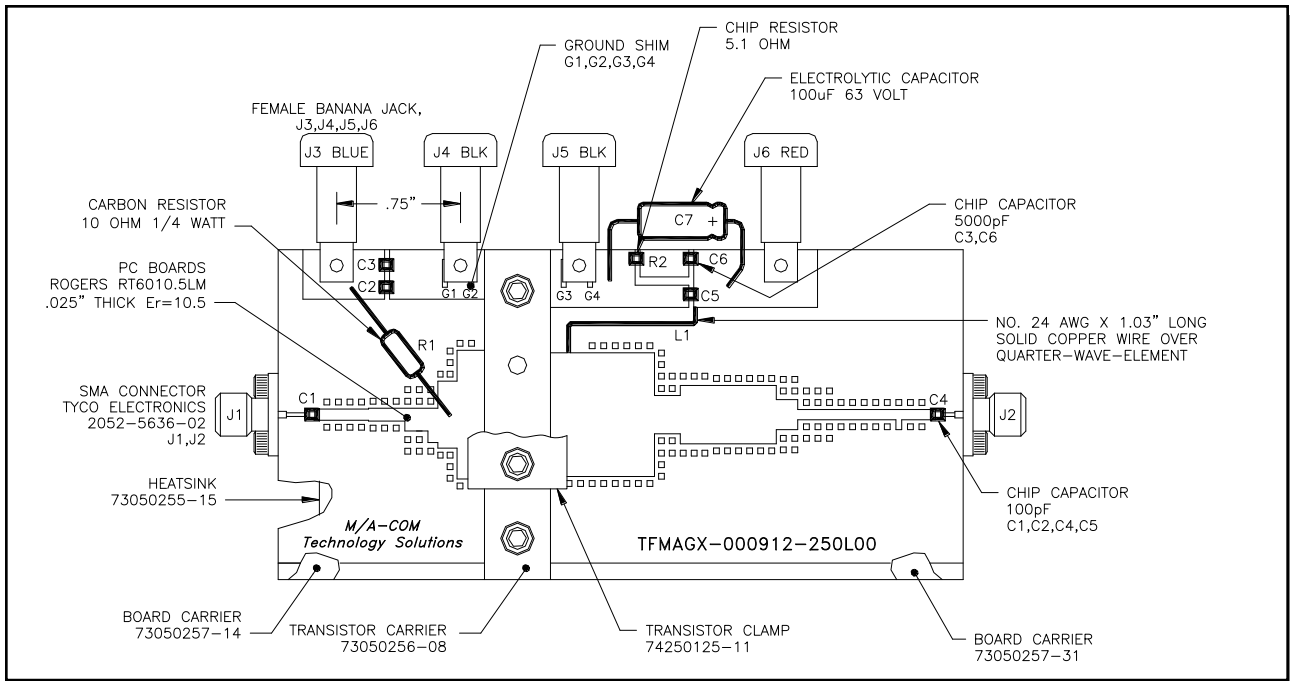 CHIP RESISTOR
5.1 OHM
GROUND SHIM
G1,G2,G3,G4
ELECTROLYTIC CAPACITOR
100uF 63 VOLT
FEMALE BANANA JACK,
J3,J4,J5,J6
J3 BLUE
J4 BLK
J5 BLK
J6 RED
CARBON RESISTOR
10 OHM 1/4 WATT
.75"
C7 +
CHIP CAPACITOR
5000pF
C3,C6
PC BOARDS
ROGERS RT6010.5LM
.025" THICK Er=10.5
C3
C2
G1 G2
G3 G4
R2
C6
C5
R1
L1
NO. 24 AWG X 1.03" LONG
SOLID COPPER WIRE OVER
QUARTER-WAVE-ELEMENT
SMA CONNECTOR
TYCO ELECTRONICS
2052-5636-02
J1,J2
J1
C1
C4
J2
HEATSINK
73050255-15
CHIP CAPACITOR
100pF
C1,C2,C4,C5
M/A-COM
Technology Solutions
TFMAGX-000912-250L00
BOARD CARRIER
73050257-14
TRANSISTOR CARRIER
73050256-08
TRANSISTOR CLAMP
74250125-11
BOARD CARRIER
73050257-31